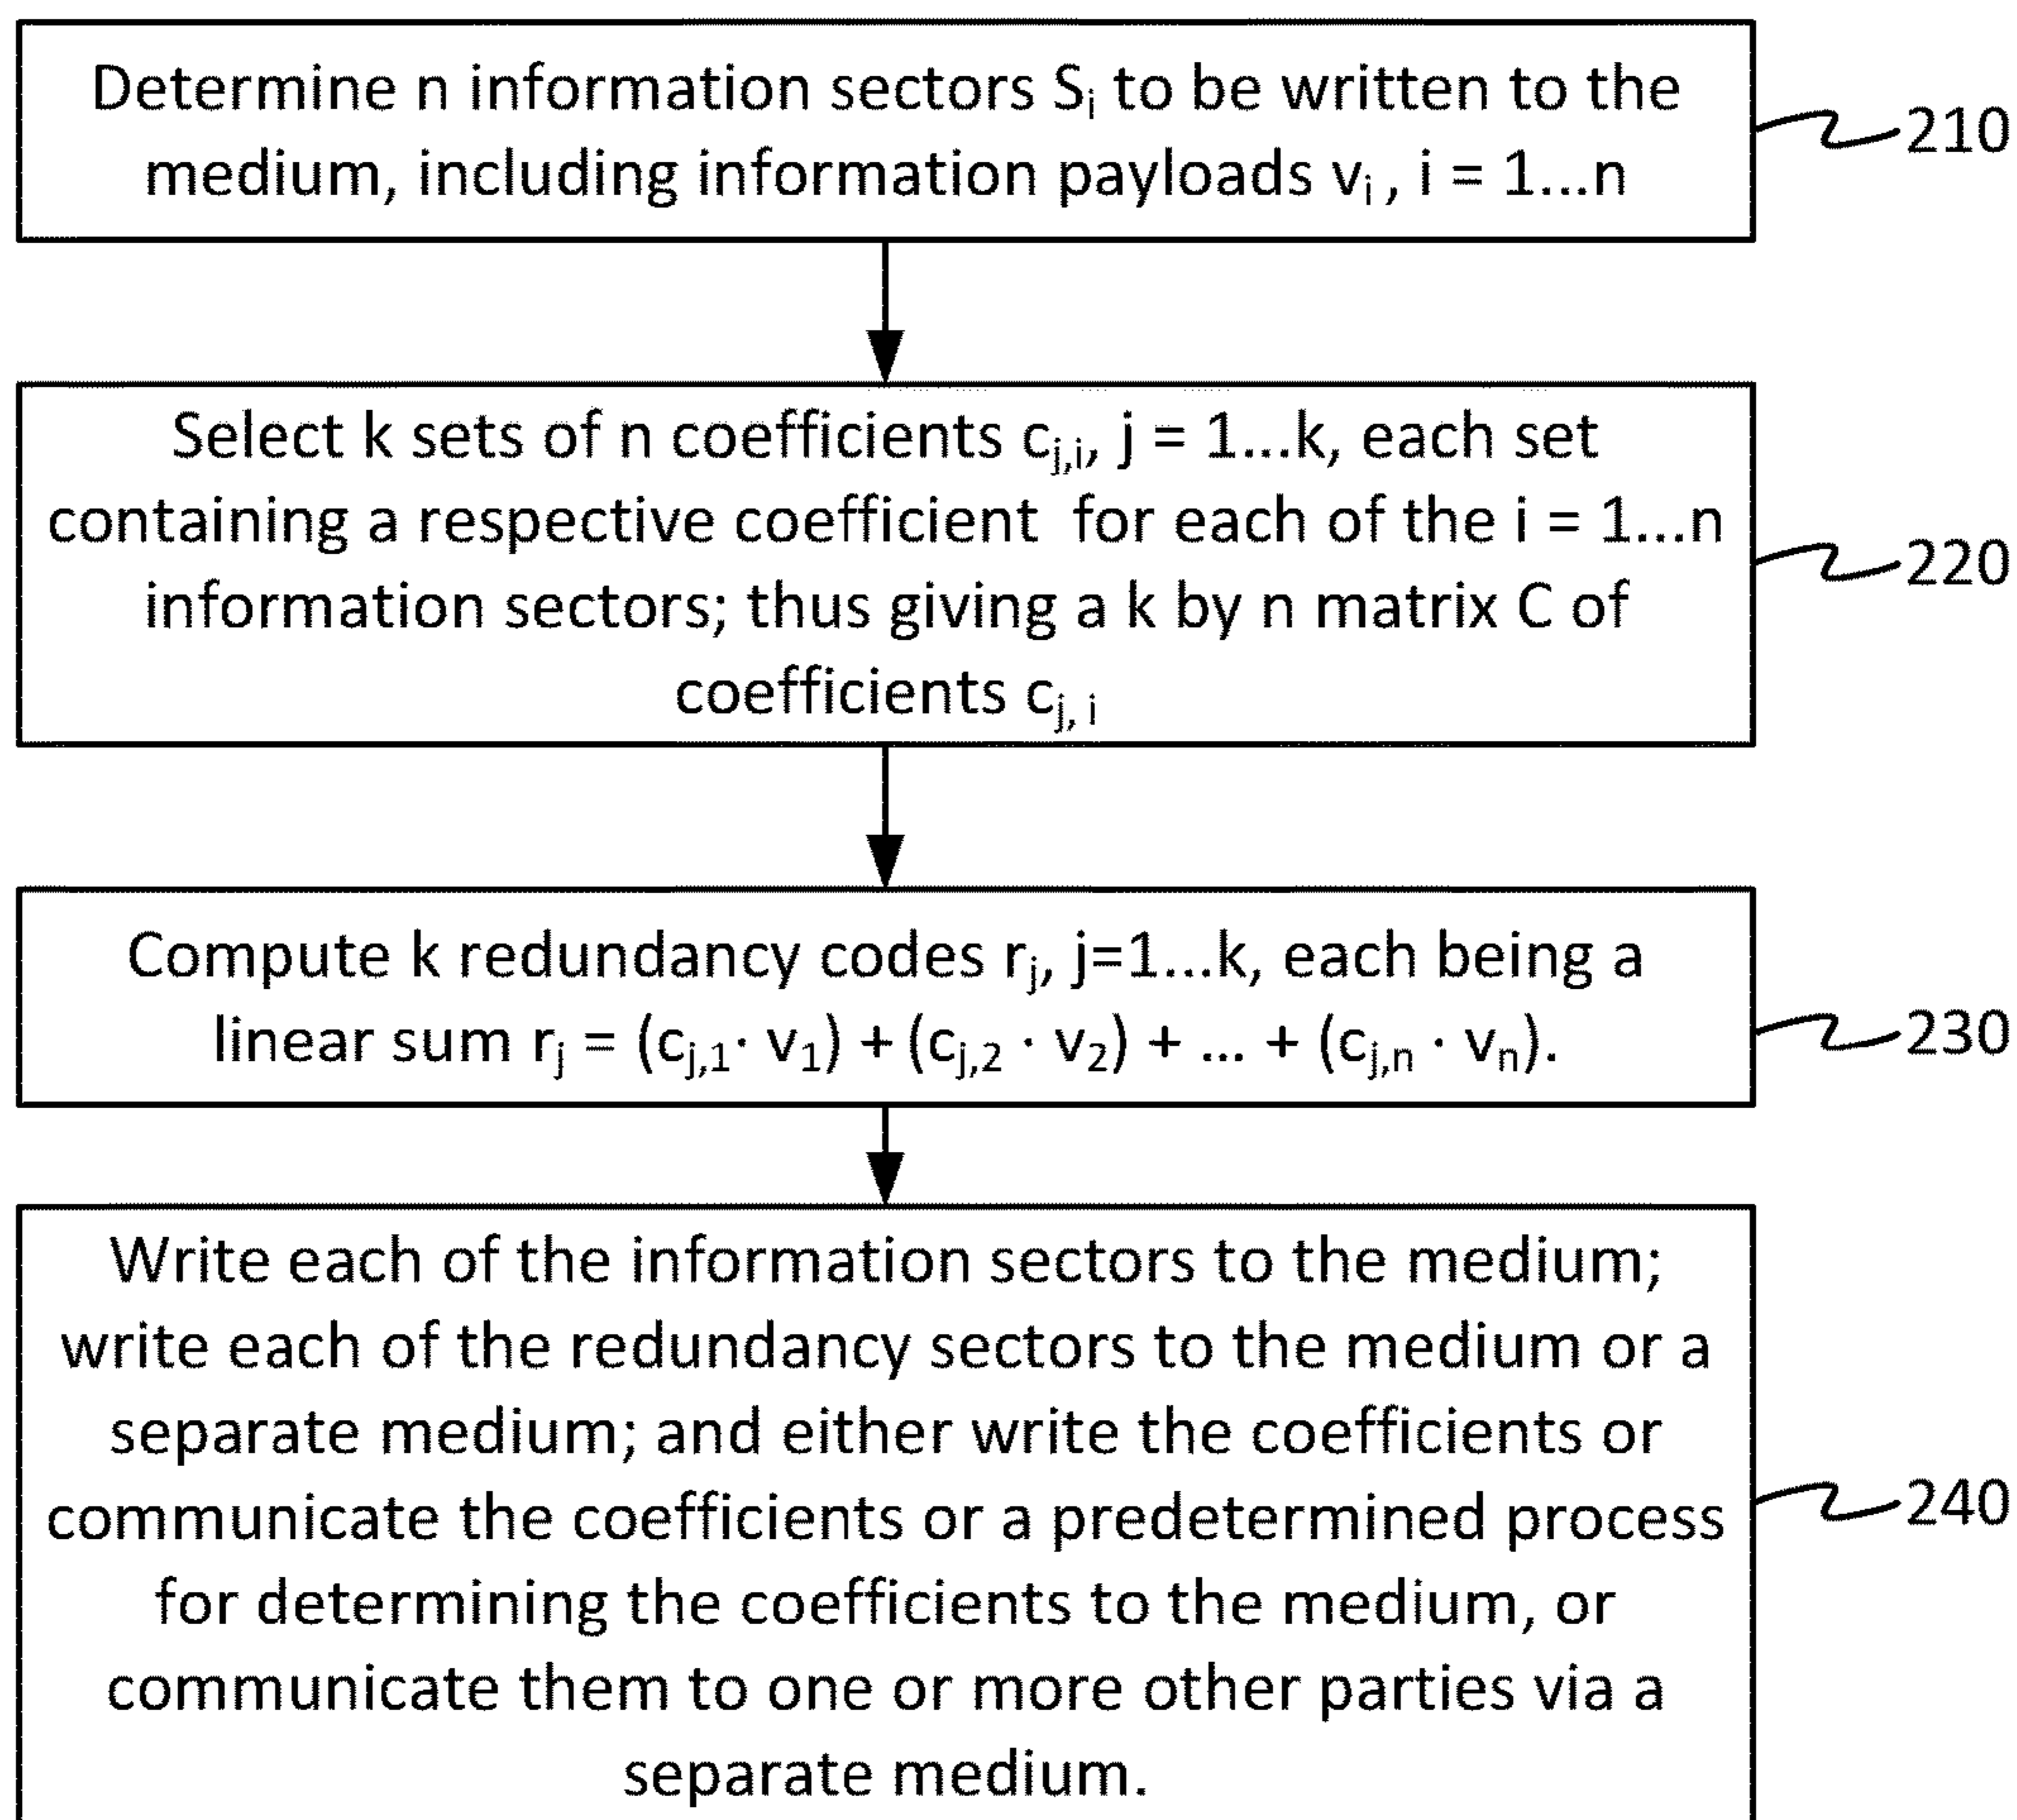 Determine n information sectors Sᵢ to be written to the
medium, including information payloads vᵢ , i = 1...n
210
Select k sets of n coefficients cⱼ,ᵢ, j = 1...k, each set
containing a respective coefficient for each of the i = 1...n
information sectors; thus giving a k by n matrix C of
coefficients cⱼ, ᵢ
220
Compute k redundancy codes rⱼ, j=1...k, each being a
linear sum rⱼ = (cⱼ,₁· v₁) + (cⱼ,₂ · v₂) + ... + (cⱼ,ₙ · vₙ).
230
Write each of the information sectors to the medium;
write each of the redundancy sectors to the medium or a
separate medium; and either write the coefficients or
communicate the coefficients or a predetermined process
for determining the coefficients to the medium, or
communicate them to one or more other parties via a
separate medium.
240